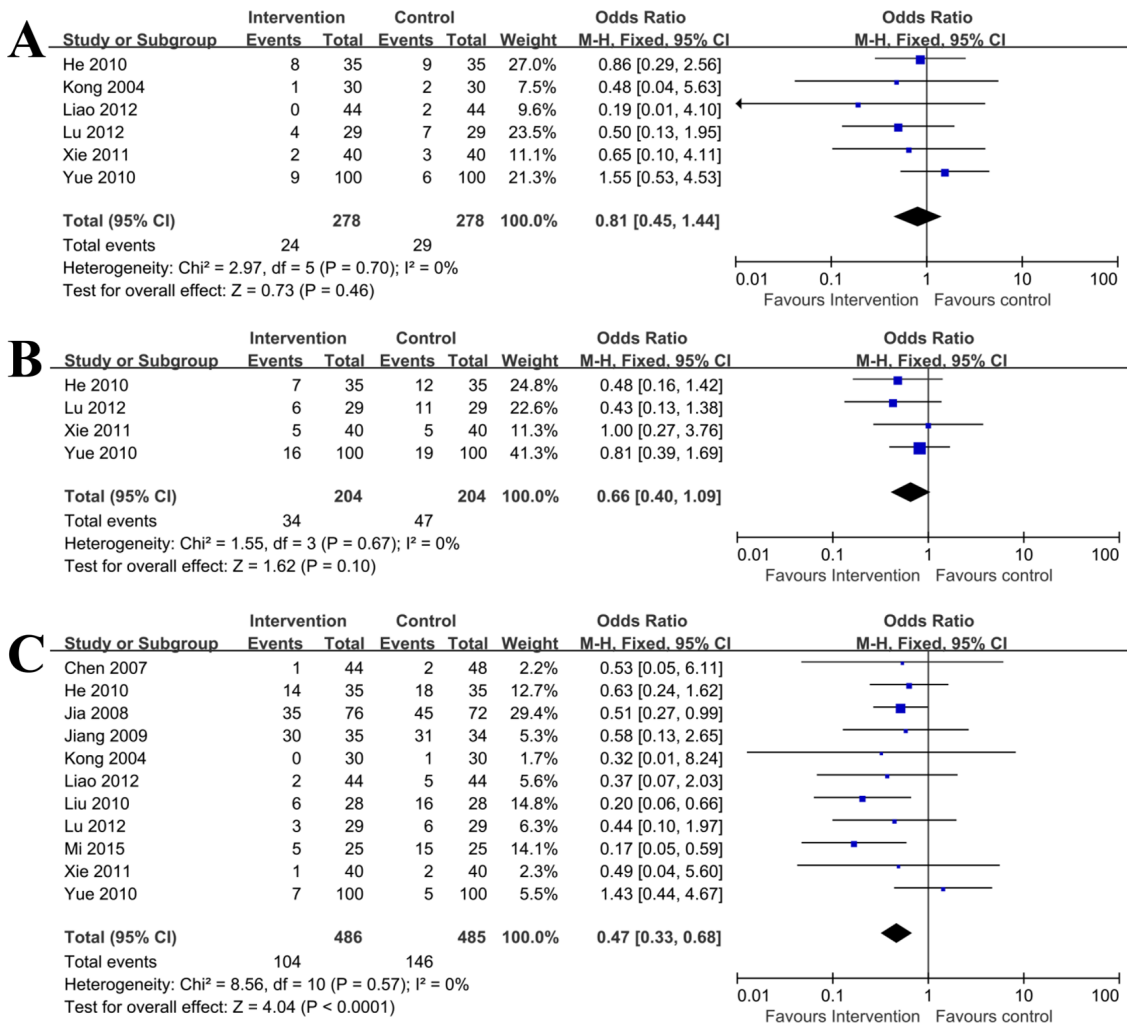 A
Intervention Control Odds Ratio Odds Ratio
Study or Subgroup Events Total Events Total Weight M-H, Fixed, 95% CI M-H, Fixed, 95% CI
He 2010 8 35 9 35 27.0% 0.86 [0.29, 2.56]
Kong 2004 1 30 2 30 7.5% 0.48 [0.04, 5.63]
Liao 2012 0 44 2 44 9.6% 0.19 [0.01, 4.10]
Lu 2012 4 29 7 29 23.5% 0.50 [0.13, 1.95]
Xie 2011 2 40 3 40 11.1% 0.65 [0.10, 4.11]
Yue 2010 9 100 6 100 21.3% 1.55 [0.53, 4.53]
Total (95% CI) 278 278 100.0% 0.81 [0.45, 1.44]
Total events 24 29
Heterogeneity: Chi² = 2.97, df = 5 (P = 0.70); I² = 0%
Test for overall effect: Z = 0.73 (P = 0.46)
0.01 0.1 1 10 100
Favours Intervention Favours control
B
Intervention Control Odds Ratio Odds Ratio
Study or Subgroup Events Total Events Total Weight M-H, Fixed, 95% CI M-H, Fixed, 95% CI
He 2010 7 35 12 35 24.8% 0.48 [0.16, 1.42]
Lu 2012 6 29 11 29 22.6% 0.43 [0.13, 1.38]
Xie 2011 5 40 5 40 11.3% 1.00 [0.27, 3.76]
Yue 2010 16 100 19 100 41.3% 0.81 [0.39, 1.69]
Total (95% CI) 204 204 100.0% 0.66 [0.40, 1.09]
Total events 34 47
Heterogeneity: Chi² = 1.55, df = 3 (P = 0.67); I² = 0%
Test for overall effect: Z = 1.62 (P = 0.10)
0.01 0.1 1 10 100
Favours Intervention Favours control
C
Intervention Control Odds Ratio Odds Ratio
Study or Subgroup Events Total Events Total Weight M-H, Fixed, 95% CI M-H, Fixed, 95% CI
Chen 2007 1 44 2 48 2.2% 0.53 [0.05, 6.11]
He 2010 14 35 18 35 12.7% 0.63 [0.24, 1.62]
Jia 2008 35 76 45 72 29.4% 0.51 [0.27, 0.99]
Jiang 2009 30 35 31 34 5.3% 0.58 [0.13, 2.65]
Kong 2004 0 30 1 30 1.7% 0.32 [0.01, 8.24]
Liao 2012 2 44 5 44 5.6% 0.37 [0.07, 2.03]
Liu 2010 6 28 16 28 14.8% 0.20 [0.06, 0.66]
Lu 2012 3 29 6 29 6.3% 0.44 [0.10, 1.97]
Mi 2015 5 25 15 25 14.1% 0.17 [0.05, 0.59]
Xie 2011 1 40 2 40 2.3% 0.49 [0.04, 5.60]
Yue 2010 7 100 5 100 5.5% 1.43 [0.44, 4.67]
Total (95% CI) 486 485 100.0% 0.47 [0.33, 0.68]
Total events 104 146
Heterogeneity: Chi² = 8.56, df = 10 (P = 0.57); I² = 0%
Test for overall effect: Z = 4.04 (P < 0.0001)
0.01 0.1 1 10 100
Favours Intervention Favours control